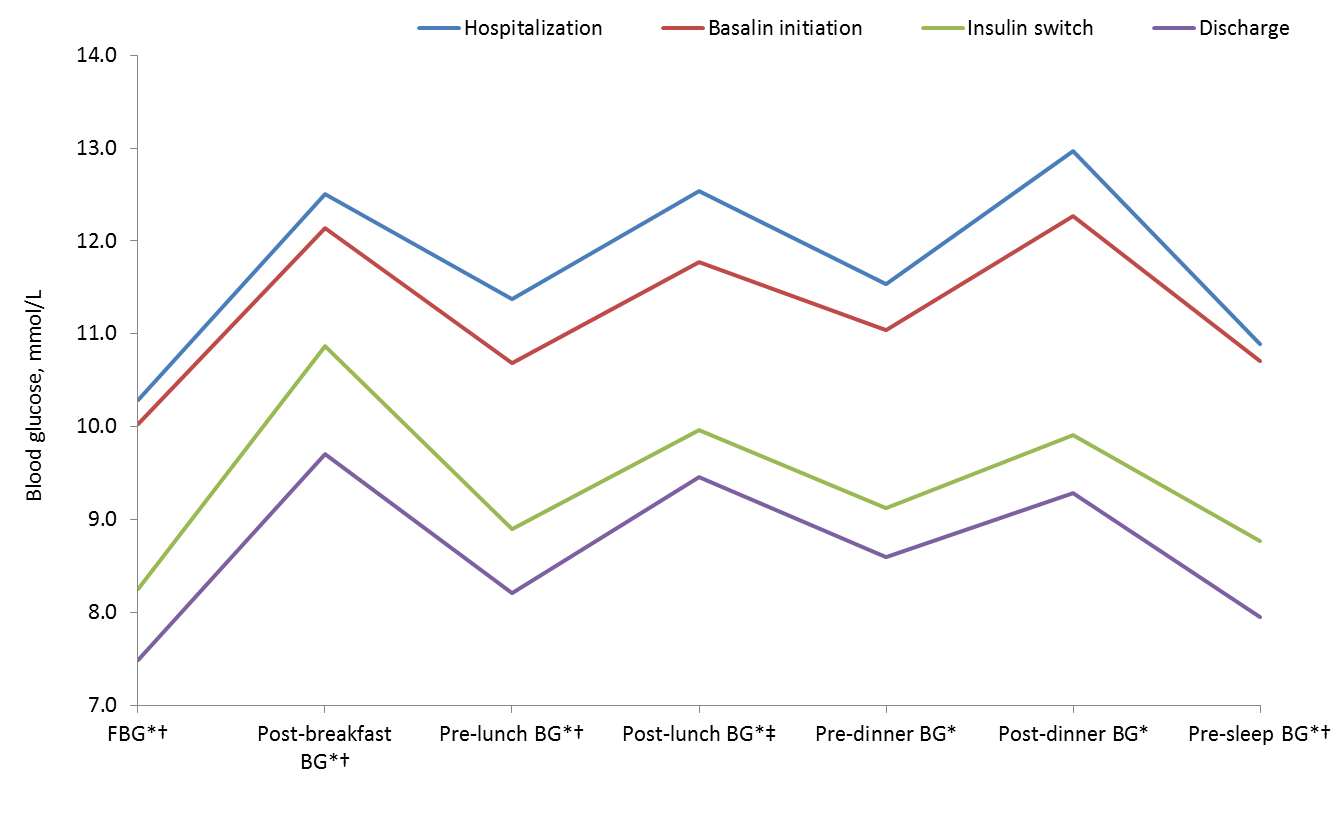 Hospitalization Basalin initiation Insulin switch Discharge
14.0
13.0
12.0
11.0
10.0
9.0
8.0
7.0
Blood glucose, mmol/L
FBG*† Post-breakfast Pre-lunch BG*† Post-lunch BG*‡ Pre-dinner BG* Post-dinner BG* Pre-sleep BG*†
BG*†